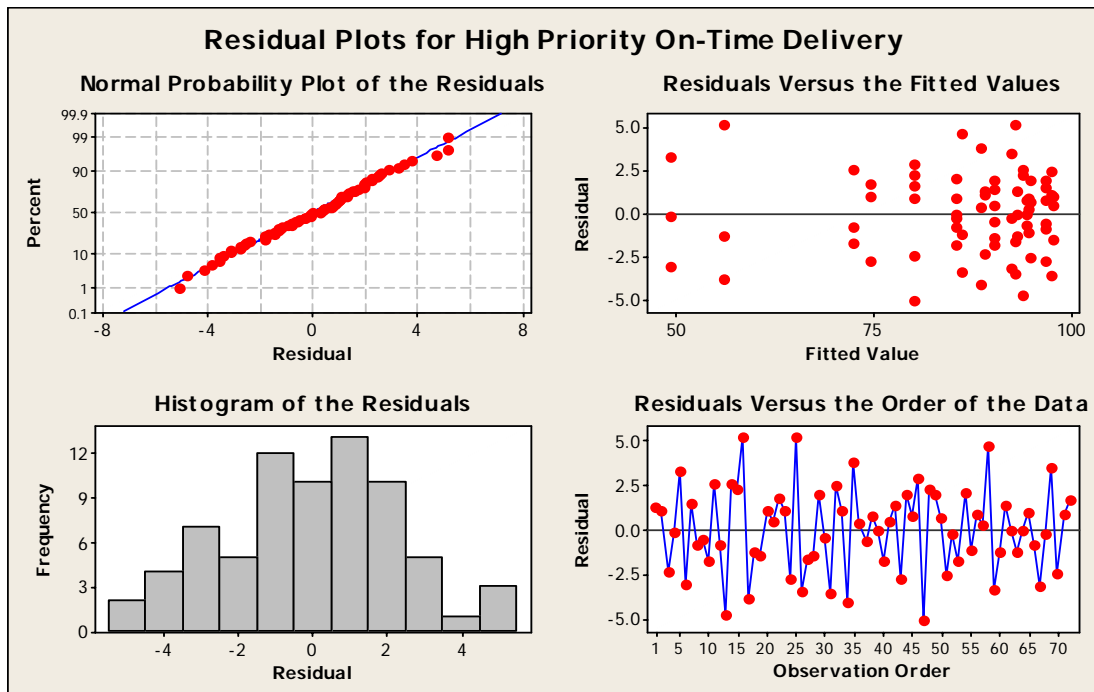 Residual Plots for High Priority On-Time Delivery
Normal Probability Plot of the Residuals
99.9
99
90
50
10
1
0.1
Percent
-8 -4 0 4 8
Residual
Residuals Versus the Fitted Values
5.0
2.5
0.0
-2.5
-5.0
Residual
50 75 100
Fitted Value
Histogram of the Residuals
12
9
6
3
0
Frequency
-4 -2 0 2 4
Residual
Residuals Versus the Order of the Data
5.0
2.5
0.0
-2.5
-5.0
Residual
1 5 10 15 20 25 30 35 40 45 50 55 60 65 70
Observation Order